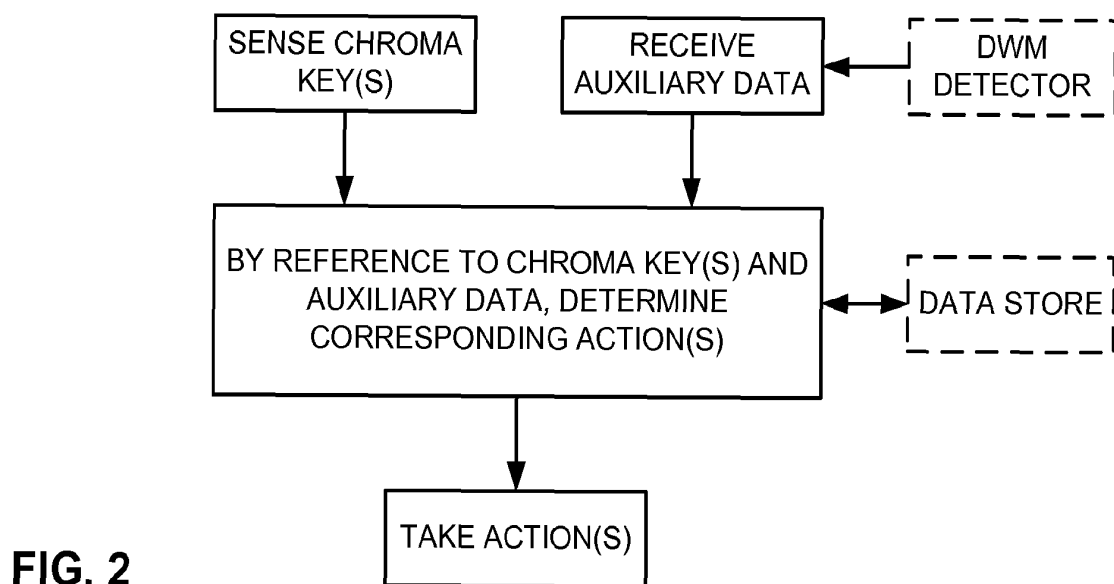 SENSE CHROMA
KEY(S)
RECEIVE
AUXILIARY DATA
DWM
DETECTOR
BY REFERENCE TO CHROMA KEY(S) AND
AUXILIARY DATA, DETERMINE
CORRESPONDING ACTION(S)
DATA STORE
TAKE ACTION(S)
FIG. 2